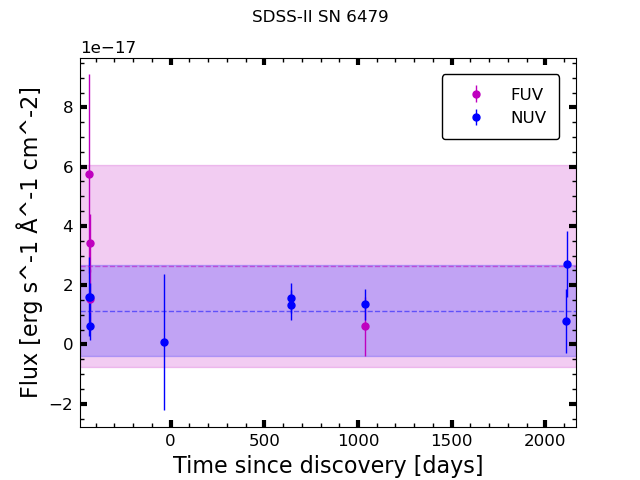 SDSS-II SN 6479
1e−17
FUV
NUV
8
6
4
2
0
−2
Flux [erg s^-1 Å^-1 cm^-2]
0 500 1000 1500 2000
Time since discovery [days]